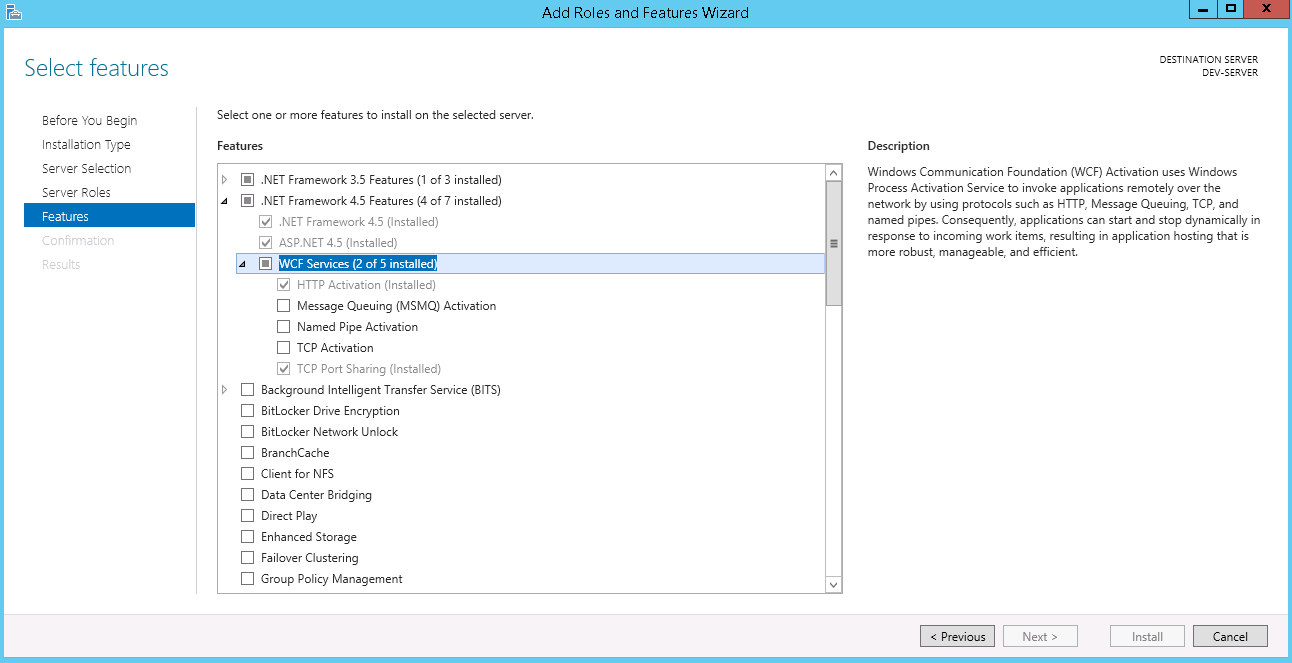 Add Roles and Features Wizard
Select features
DESTINATION SERVER
DEV-SERVER
Before You Begin
Installation Type
Server Selection
Server Roles
Features
Confirmation
Results
Select one or more features to install on the selected server.
Features
.NET Framework 3.5 Features (1 of 3 installed)
.NET Framework 4.5 Features (4 of 7 installed)
.NET Framework 4.5 (Installed)
ASP.NET 4.5 (Installed)
WCF Services (2 of 5 installed)
HTTP Activation (Installed)
Message Queuing (MSMQ) Activation
Named Pipe Activation
TCP Activation
TCP Port Sharing (Installed)
Background Intelligent Transfer Service (BITS)
BitLocker Drive Encryption
BitLocker Network Unlock
BranchCache
Client for NFS
Data Center Bridging
Direct Play
Enhanced Storage
Failover Clustering
Group Policy Management
Description
Windows Communication Foundation (WCF) Activation uses Windows
Process Activation Service to invoke applications remotely over the
network by using protocols such as HTTP, Message Queuing, TCP, and
named pipes. Consequently, applications can start and stop dynamically in
response to incoming work items, resulting in application hosting that is
more robust, manageable, and efficient.
< Previous
Next >
Install
Cancel